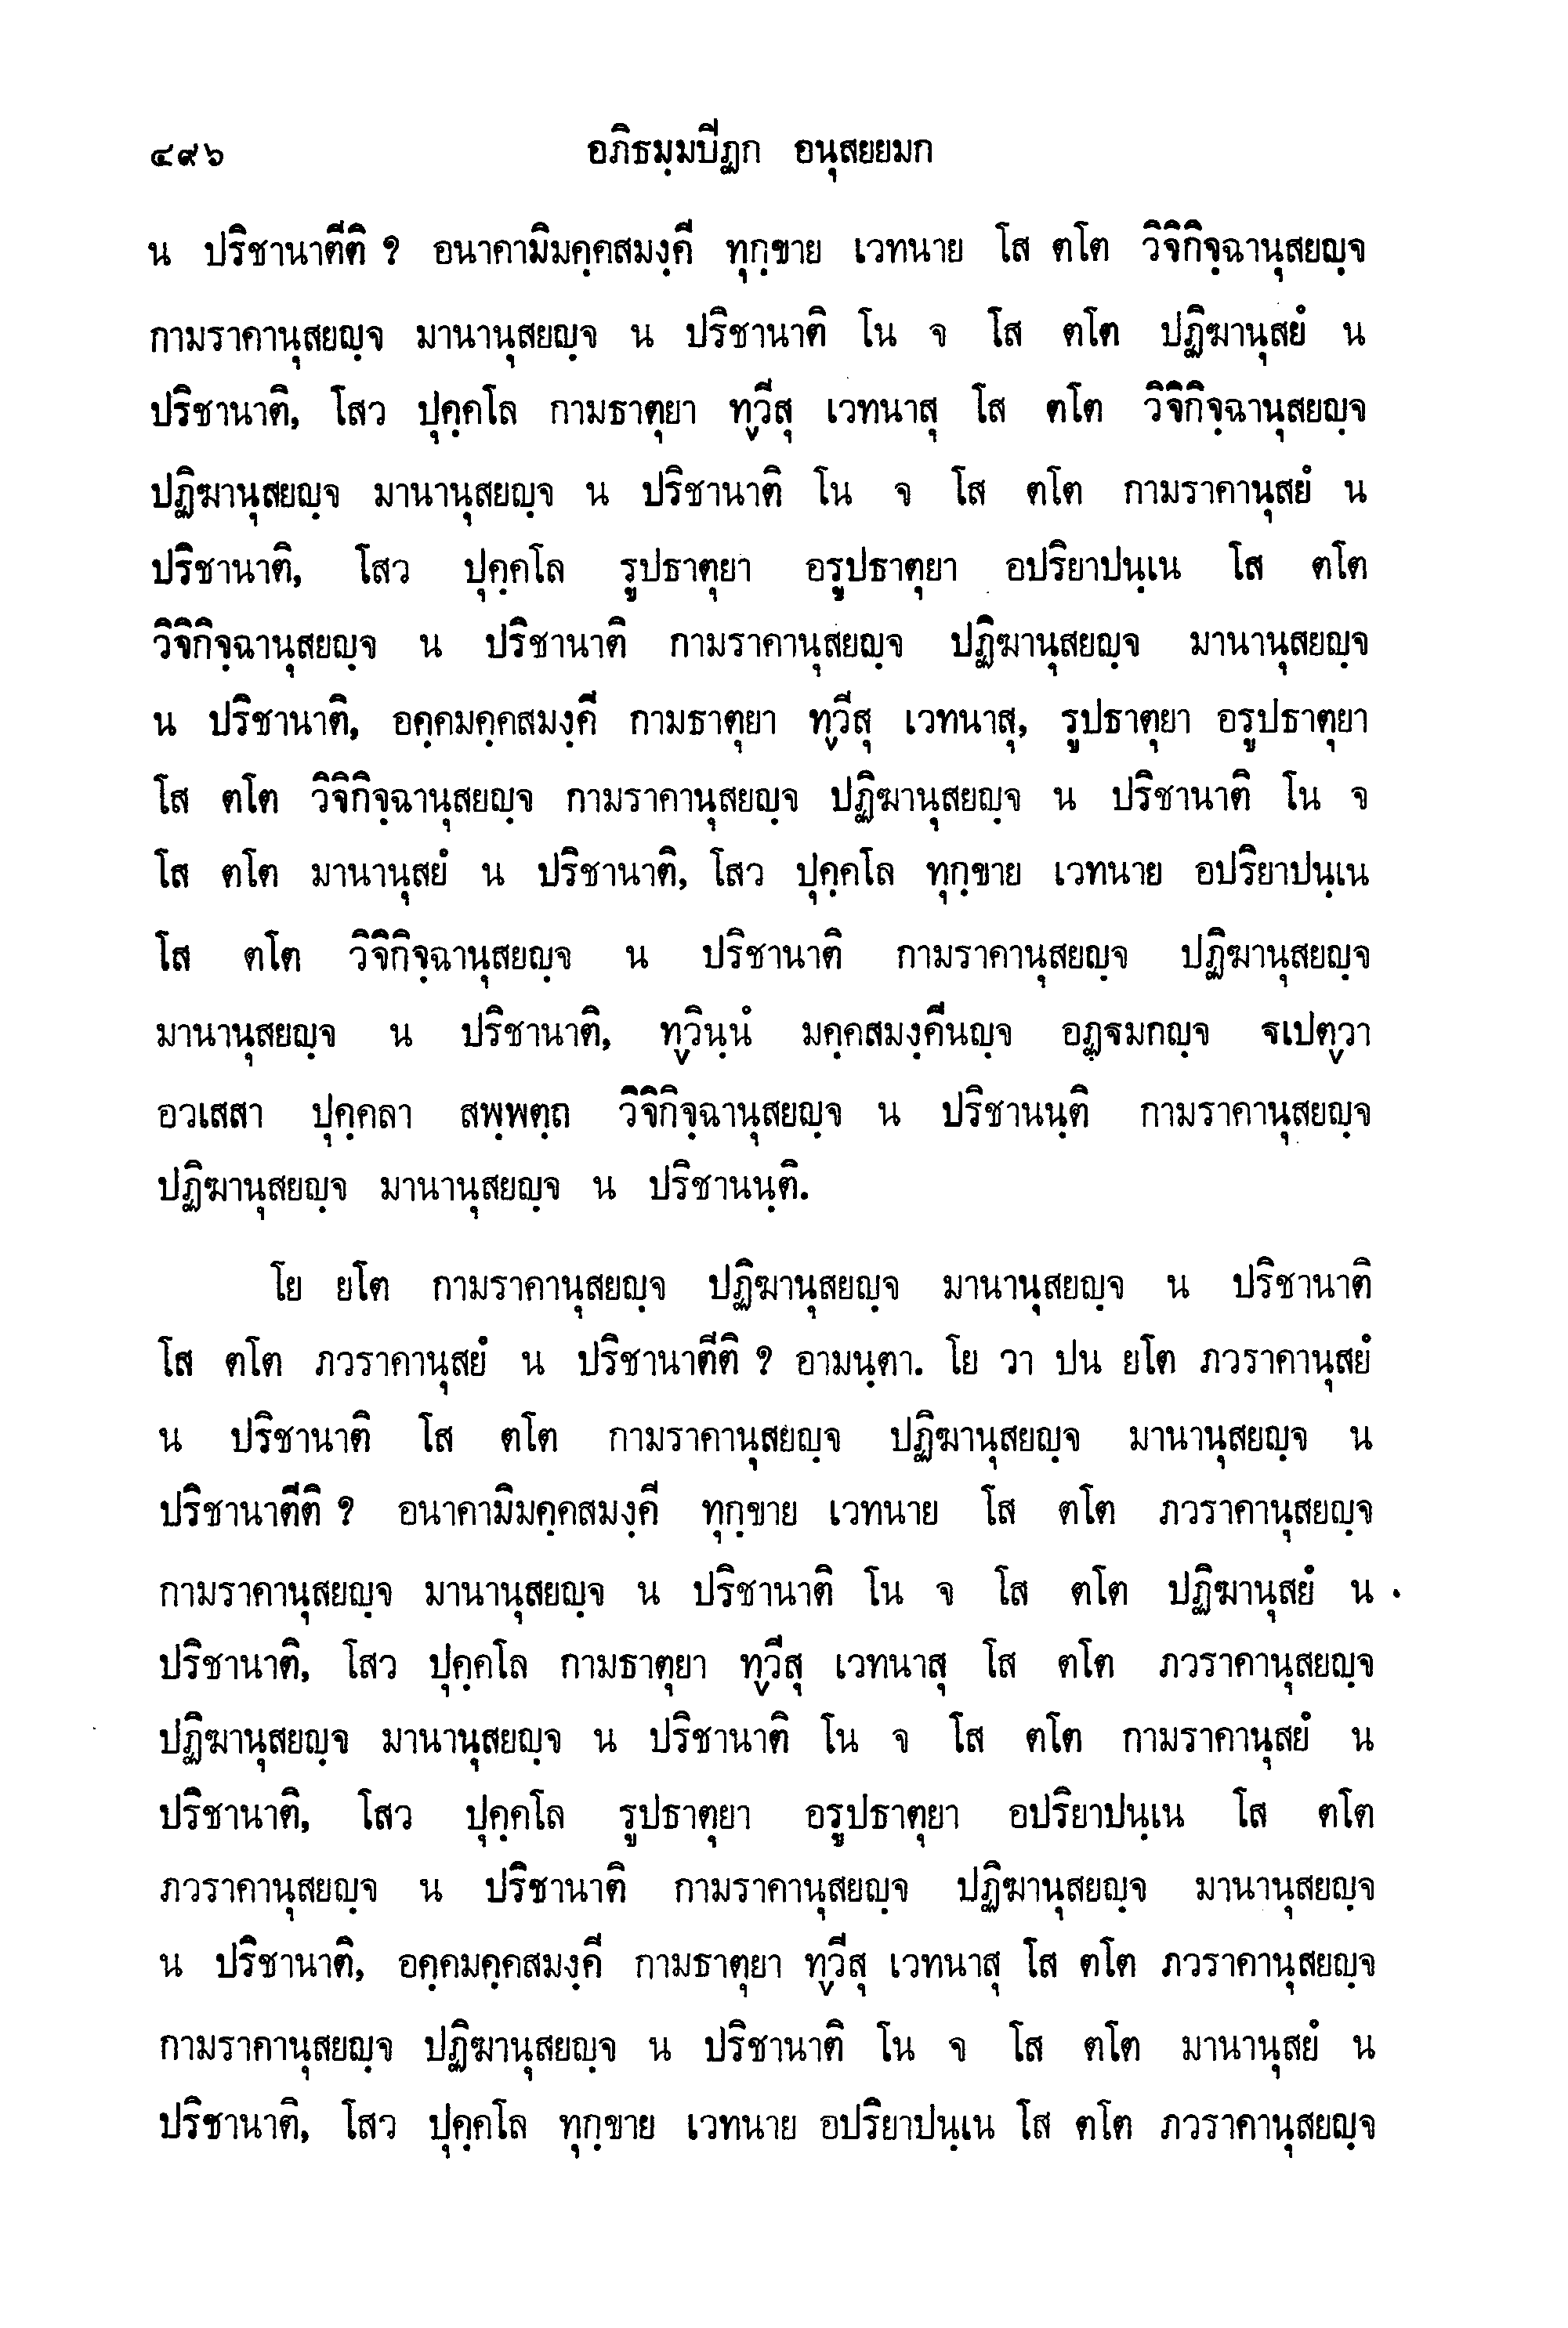 ๔๙๖ อภิธมฺมปิฏก อนุสยยมก
น ปริชานาตีติ ? อนาคามิมคฺคสมงฺคี ทุกฺขาย เวทนาย โส ตโต วิจิกิจฺฉานุสยญฺจ
กามราคานุสยญฺจ มานานุสยญฺจ น ปริชานาติ โน จ โส ตโต ปฏิฆานุสยํ น
ปริชานาติ, โสว ปุคฺคโล กามธาตุยา ทฺวีสุ เวทนาสุ โส ตโต วิจิกิจฺฉานุสยญฺจ
ปฏิฆานุสยญฺจ มานานุสยญฺจ น ปริชานาติ โน จ โส ตโต กามราคานุสยํ น
ปริชานาติ, โสว ปุคฺคโล รูปธาตุยา อรูปธาตุยา อปริยาปนฺเน โส ตโต
วิจิกิจฺฉานุสยญฺจ น ปริชานาติ กามราคานุสยญฺจ ปฏิฆานุสยญฺจ มานานุสยญฺจ
น ปริชานาติ, อคฺคมคฺคสมงฺคี กามธาตุยา ทฺวีสุ เวทนาสุ, รูปธาตุยา อรูปธาตุยา
โส ตโต วิจิกิจฺฉานุสยญฺจ กามราคานุสยญฺจ ปฏิฆานุสยญฺจ น ปริชานาติ โน จ
โส ตโต มานานุสยํ น ปริชานาติ, โสว ปุคฺคโล ทุกฺขาย เวทนาย อปริยาปนฺเน
โส ตโต วิจิกิจฺฉานุสยญฺจ น ปริชานาติ กามราคานุสยญฺจ ปฏิฆานุสยญฺจ
มานานุสยญฺจ น ปริชานาติ, ทฺวินฺนํ มคฺคสมงฺคีนญฺจ อฏฺฐมกญฺจ ฐเปตฺวา
อวเสสา ปุคฺคลา สพฺพตฺถ วิจิกิจฺฉานุสยญฺจ น ปริชานนฺติ กามราคานุสยญฺจ
ปฏิฆานุสยญฺจ มานานุสยญฺจ น ปริชานนฺติ.
โย ยโต กามราคานุสยญฺจ ปฏิฆานุสยญฺจ มานานุสยญฺจ น ปริชานาติ
โส ตโต ภวราคานุสยํ น ปริชานาตีติ ? อามนฺตา. โย วา ปน ยโต ภวราคานุสยํ
น ปริชานาติ โส ตโต กามราคานุสยญฺจ ปฏิฆานุสยญฺจ มานานุสยญฺจ น
ปริชานาตีติ ? อนาคามิมคฺคสมงฺคี ทุกฺขาย เวทนาย โส ตโต ภวราคานุสยญฺจ
กามราคานุสยญฺจ มานานุสยญฺจ น ปริชานาติ โน จ โส ตโต ปฏิฆานุสยํ น
ปริชานาติ, โสว ปุคฺคโล กามธาตุยา ทฺวีสุ เวทนาสุ โส ตโต ภวราคานุสยญฺจ
ปฏิฆานุสยญฺจ มานานุสยญฺจ น ปริชานาติ โน จ โส ตโต กามราคานุสยํ น
ปริชานาติ, โสว ปุคฺคโล รูปธาตุยา อรูปธาตุยา อปริยาปนฺเน โส ตโต
ภวราคานุสยญฺจ น ปริชานาติ กามราคานุสยญฺจ ปฏิฆานุสยญฺจ มานานุสยญฺจ
น ปริชานาติ, อคฺคมคฺคสมงฺคี กามธาตุยา ทฺวีสุ เวทนาสุ โส ตโต ภวราคานุสยญฺจ
กามราคานุสยญฺจ ปฏิฆานุสยญฺจ น ปริชานาติ โน จ โส ตโต มานานุสยํ น
ปริชานาติ, โสว ปุคฺคโล ทุกฺขาย เวทนาย อปริยาปนฺเน โส ตโต ภวราคานุสยญฺจ